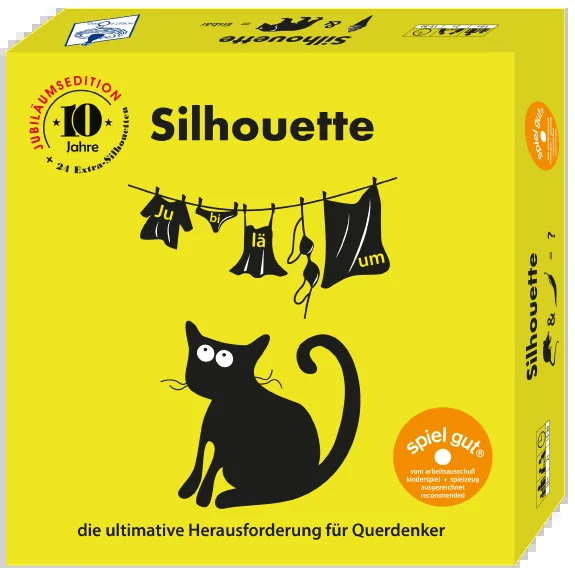 Silhouette
& = Eisbär
JUBILÄUMSEDITION
10
Jahre
+ 24 Extra-Silhouetten
Silhouette
Ju
bi
lä
um
spiel gut®
vom arbeitsausschuß
kinderspiel + spielzeug
ausgezeichnet
recommended
die ultimative Herausforderung für Querdenker
spiel gut
Silhouette
& = ?